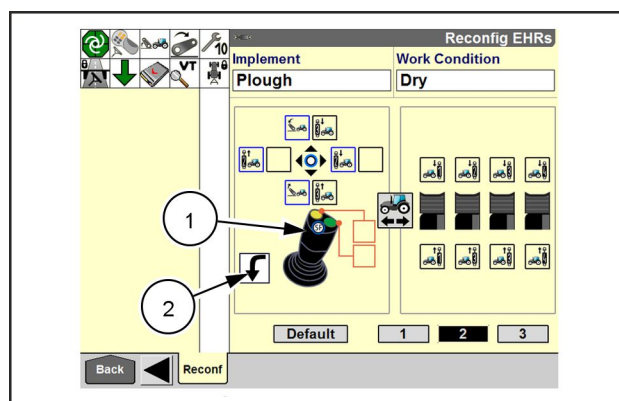 Reconfig EHRs
10
Implement
Work Condition
VT
Plough
Dry
SF
1
2
Default
1
2
3
Back
Reconf